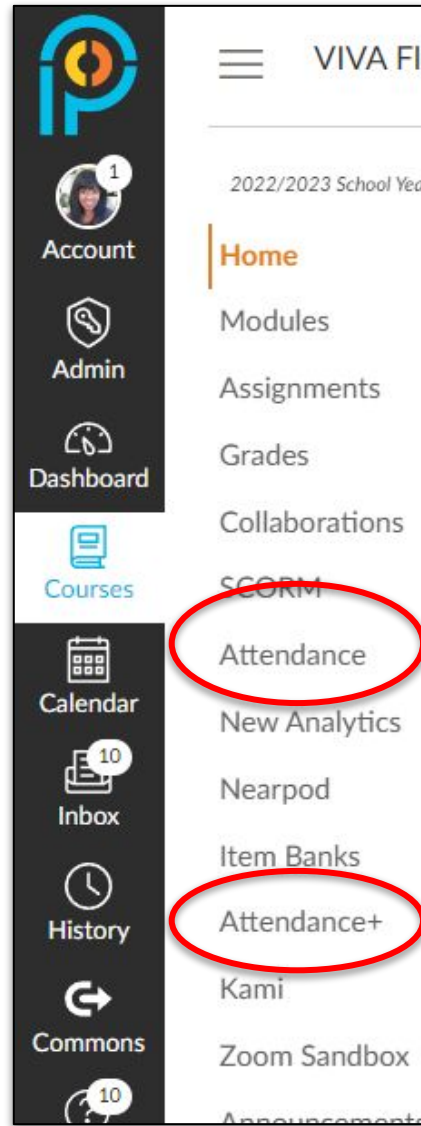 1
Account
Admin
Dashboard
Courses
Calendar
10
Inbox
History
Commons
10
VIVA
2022/2023 School
Home
Modules
Assignments
Grades
Collaborations
SCORM
Attendance
New Analytics
Nearpod
Item Banks
Attendance+
Kami
Zoom Sandbox